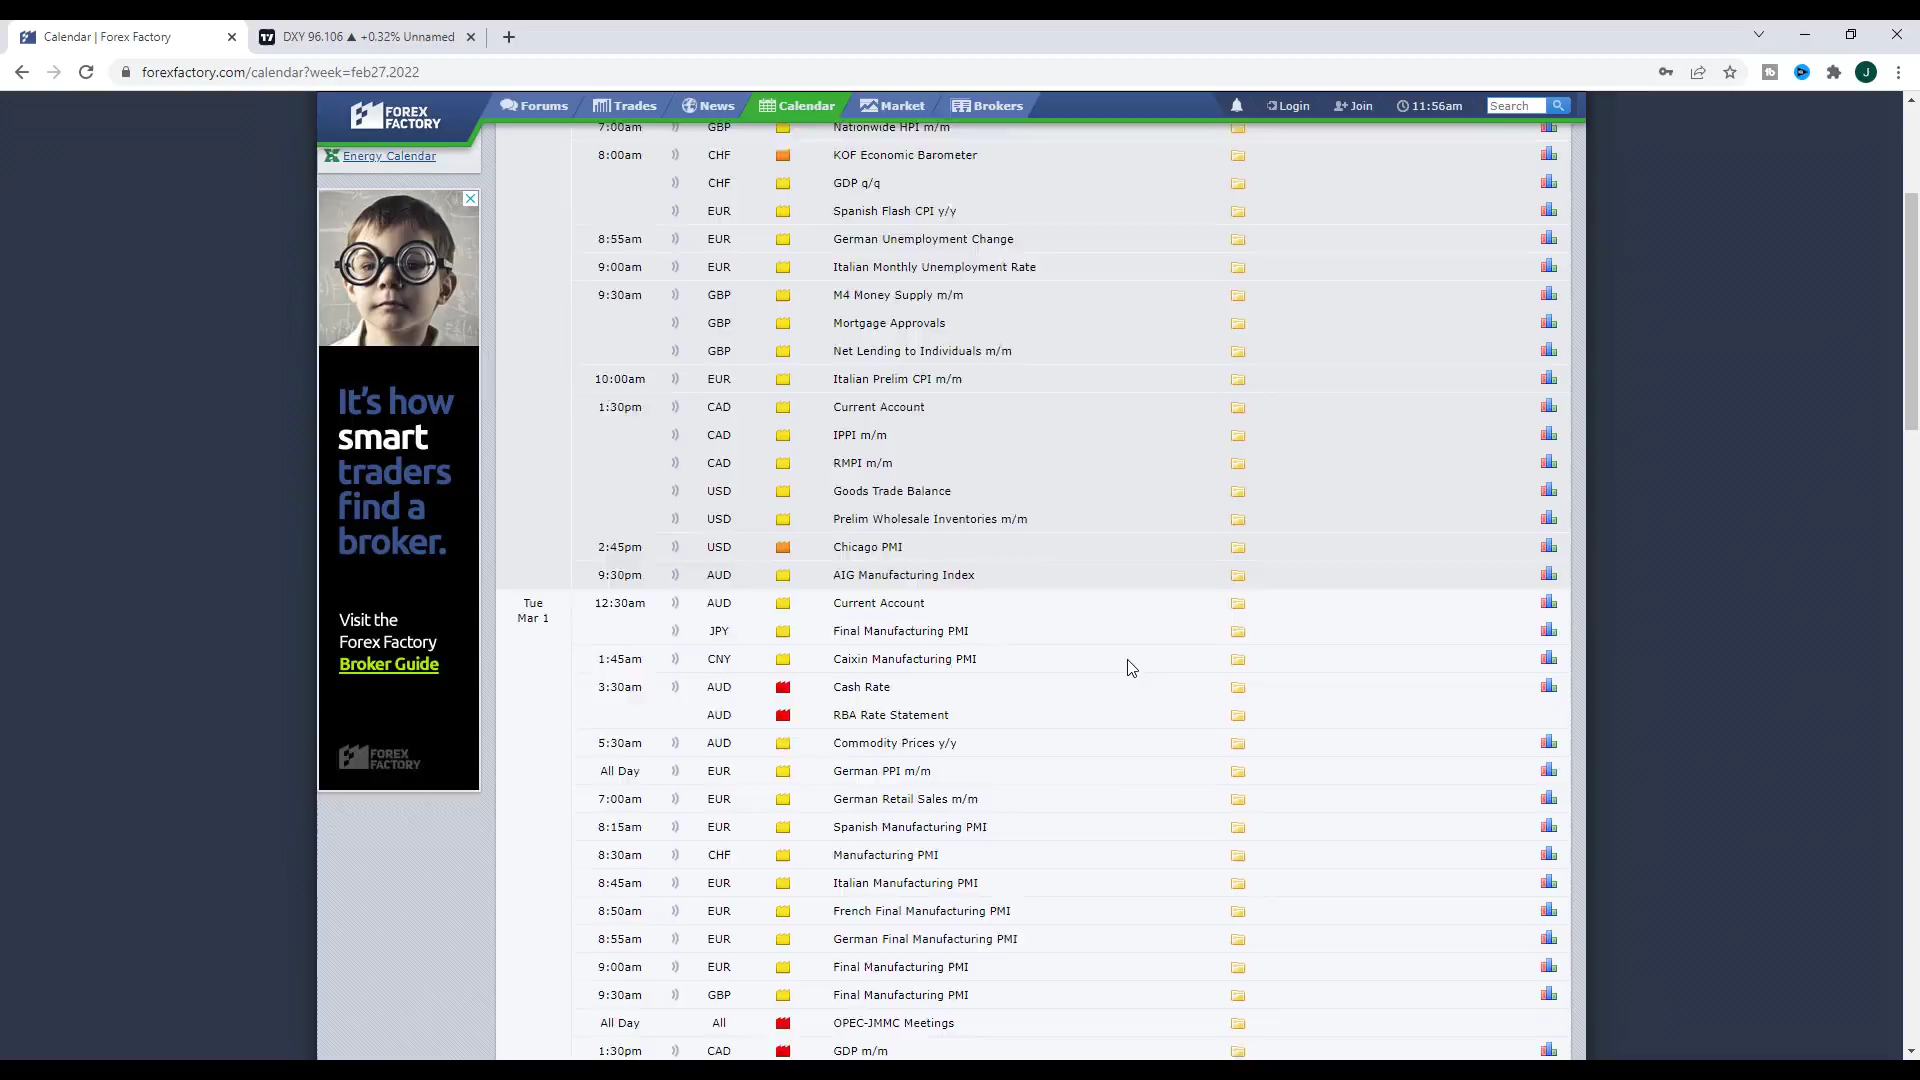 Calendar | Forex Factory
DXY 96.106 ▲ +0.32% Unnamed
forexfactory.com/calendar?week=feb27.2022
J
FOREX FACTORY
Forums Trades News Calendar Market Brokers
Login Join 11:56am Search
Energy Calendar
It's how
smart
traders
find a
broker.
Visit the
Forex Factory
Broker Guide
FOREX
FACTORY
7:00am GBP Nationwide HPI m/m
8:00am CHF KOF Economic Barometer
CHF GDP q/q
EUR Spanish Flash CPI y/y
8:55am EUR German Unemployment Change
9:00am EUR Italian Monthly Unemployment Rate
9:30am GBP M4 Money Supply m/m
GBP Mortgage Approvals
GBP Net Lending to Individuals m/m
10:00am EUR Italian Prelim CPI m/m
1:30pm CAD Current Account
CAD IPPI m/m
CAD RMPI m/m
USD Goods Trade Balance
USD Prelim Wholesale Inventories m/m
2:45pm USD Chicago PMI
9:30pm AUD AIG Manufacturing Index
Tue
Mar 1
12:30am AUD Current Account
JPY Final Manufacturing PMI
1:45am CNY Caixin Manufacturing PMI
3:30am AUD Cash Rate
AUD RBA Rate Statement
5:30am AUD Commodity Prices y/y
All Day EUR German PPI m/m
7:00am EUR German Retail Sales m/m
8:15am EUR Spanish Manufacturing PMI
8:30am CHF Manufacturing PMI
8:45am EUR Italian Manufacturing PMI
8:50am EUR French Final Manufacturing PMI
8:55am EUR German Final Manufacturing PMI
9:00am EUR Final Manufacturing PMI
9:30am GBP Final Manufacturing PMI
All Day All OPEC-JMMC Meetings
1:30pm CAD GDP m/m